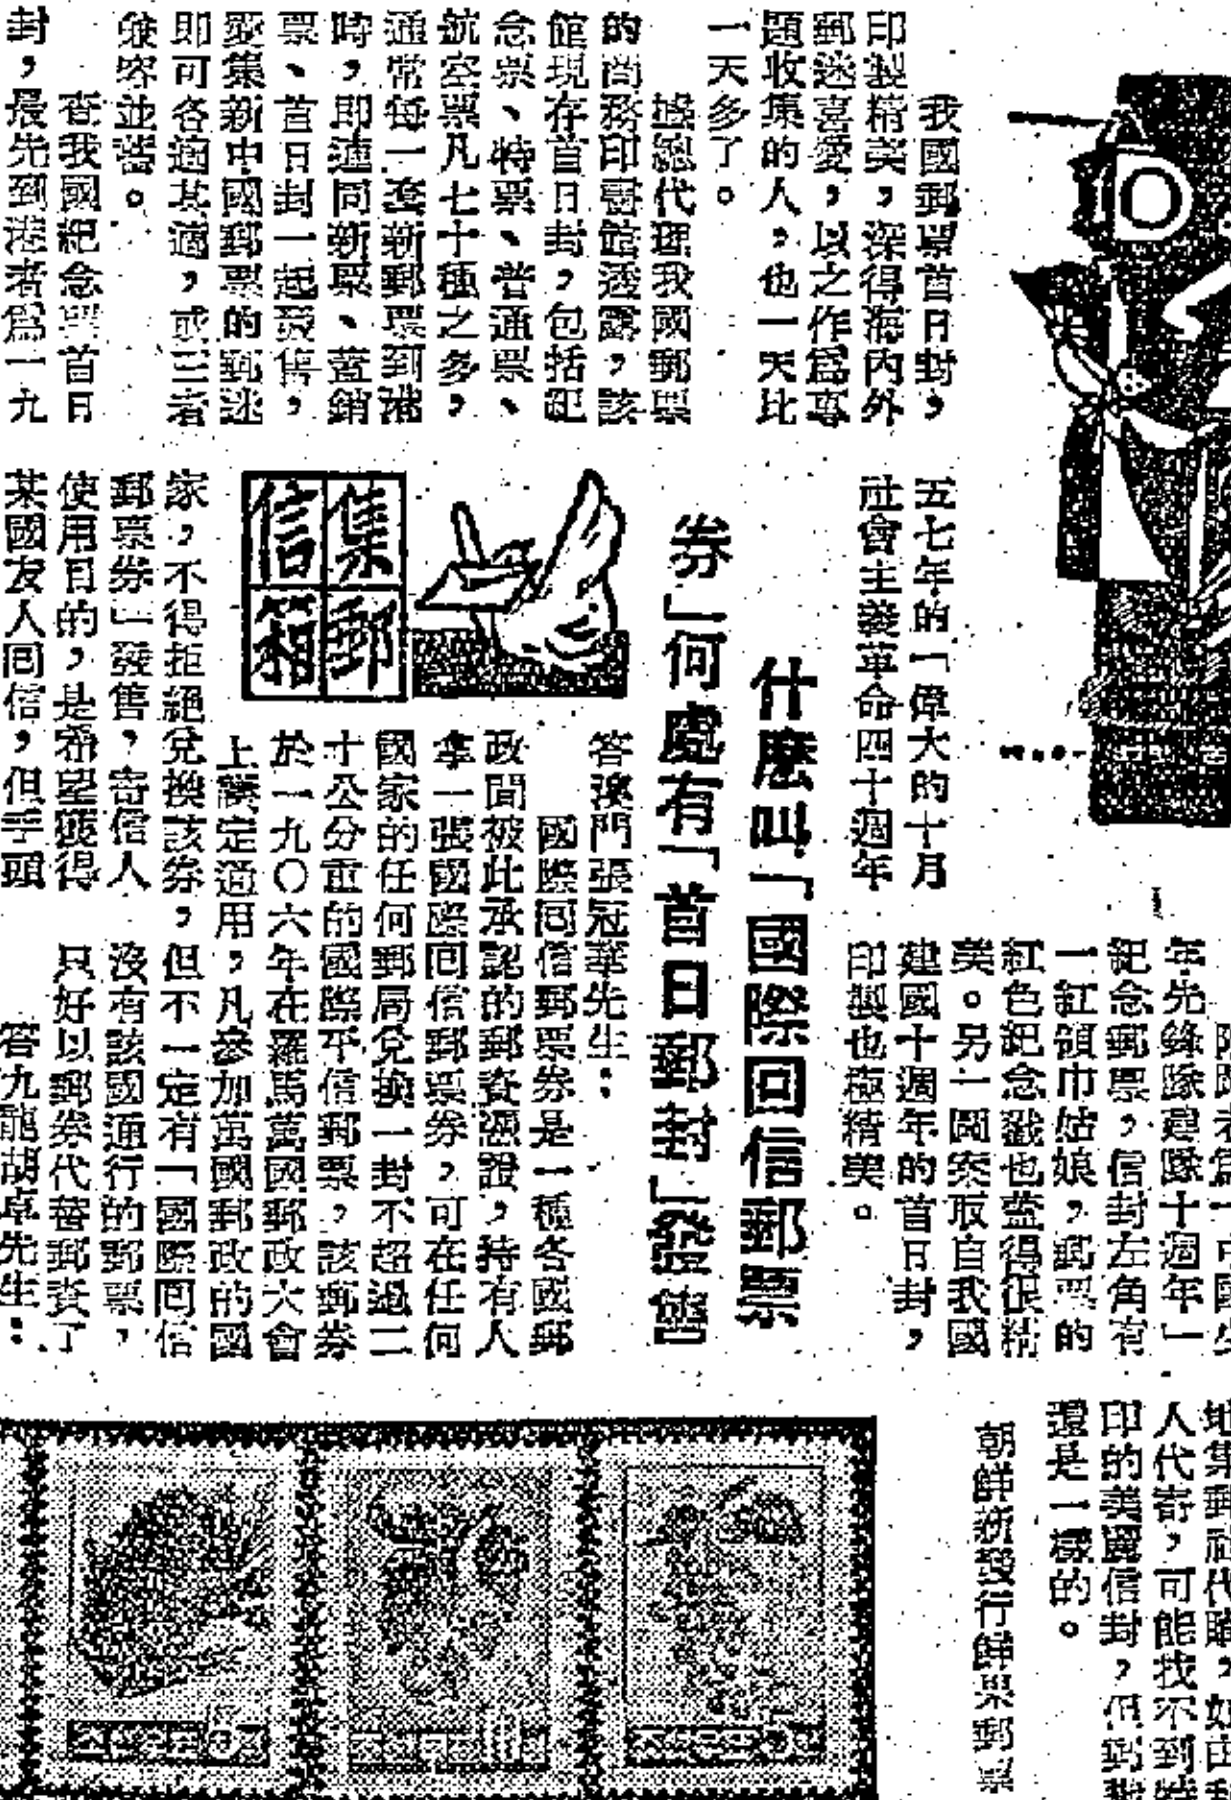 我國郵票首日封，
印製精美，深得海內外
郵迷喜愛，以之作爲專
題收集的人，也一天比
一天多了。
據總代理我國郵票
的商務印書館透露，該
館現存首日封，包括紀
念票、特票、普通票、
航空票凡七十種之多，
通常每一套新郵票到港
時，即連同新票、蓋銷
票、首日封一起發售，
愛集新中國郵票的郵迷
即可各適其適，或三者
兼容並蓄。
查我國紀念票首日
封，最先到港者爲一九
五七年的「偉大的十月
社會主義革命四十週年
年先鋒隊建隊十週年」
紀念郵票，信封左角有
一紅領巾姑娘，郵票的
紅色紀念戳也蓋得很精
美。另一圖案取自我國
建國十週年的首日封，
印製也極精美。
什麼叫「國際回信郵票
券」何處有「首日郵封」發售
集郵
信箱
答澳門張冠華先生：
國際回信郵票券是一種各國郵
政間彼此承認的郵資憑證，持有人
拿一張國際回信郵票券，可在任何
國家的任何郵局兌換一封不超過二
十公分重的國際平信郵票，該郵券
於一九〇六年在羅馬萬國郵政大會
上議定通用，凡參加萬國郵政的國
家，不得拒絕兌換該券，但不一定有「國際回信
郵票券」發售，寄信人沒有該國通行的郵票，
使用目的，是希望獲得
某國友人回信，但手頭
只好以郵券代替郵資了
答九龍胡卓先生：
人代寄，可能找不到
印的美麗信封，但
還是一樣的。
朝鮮新發行鮮果郵票